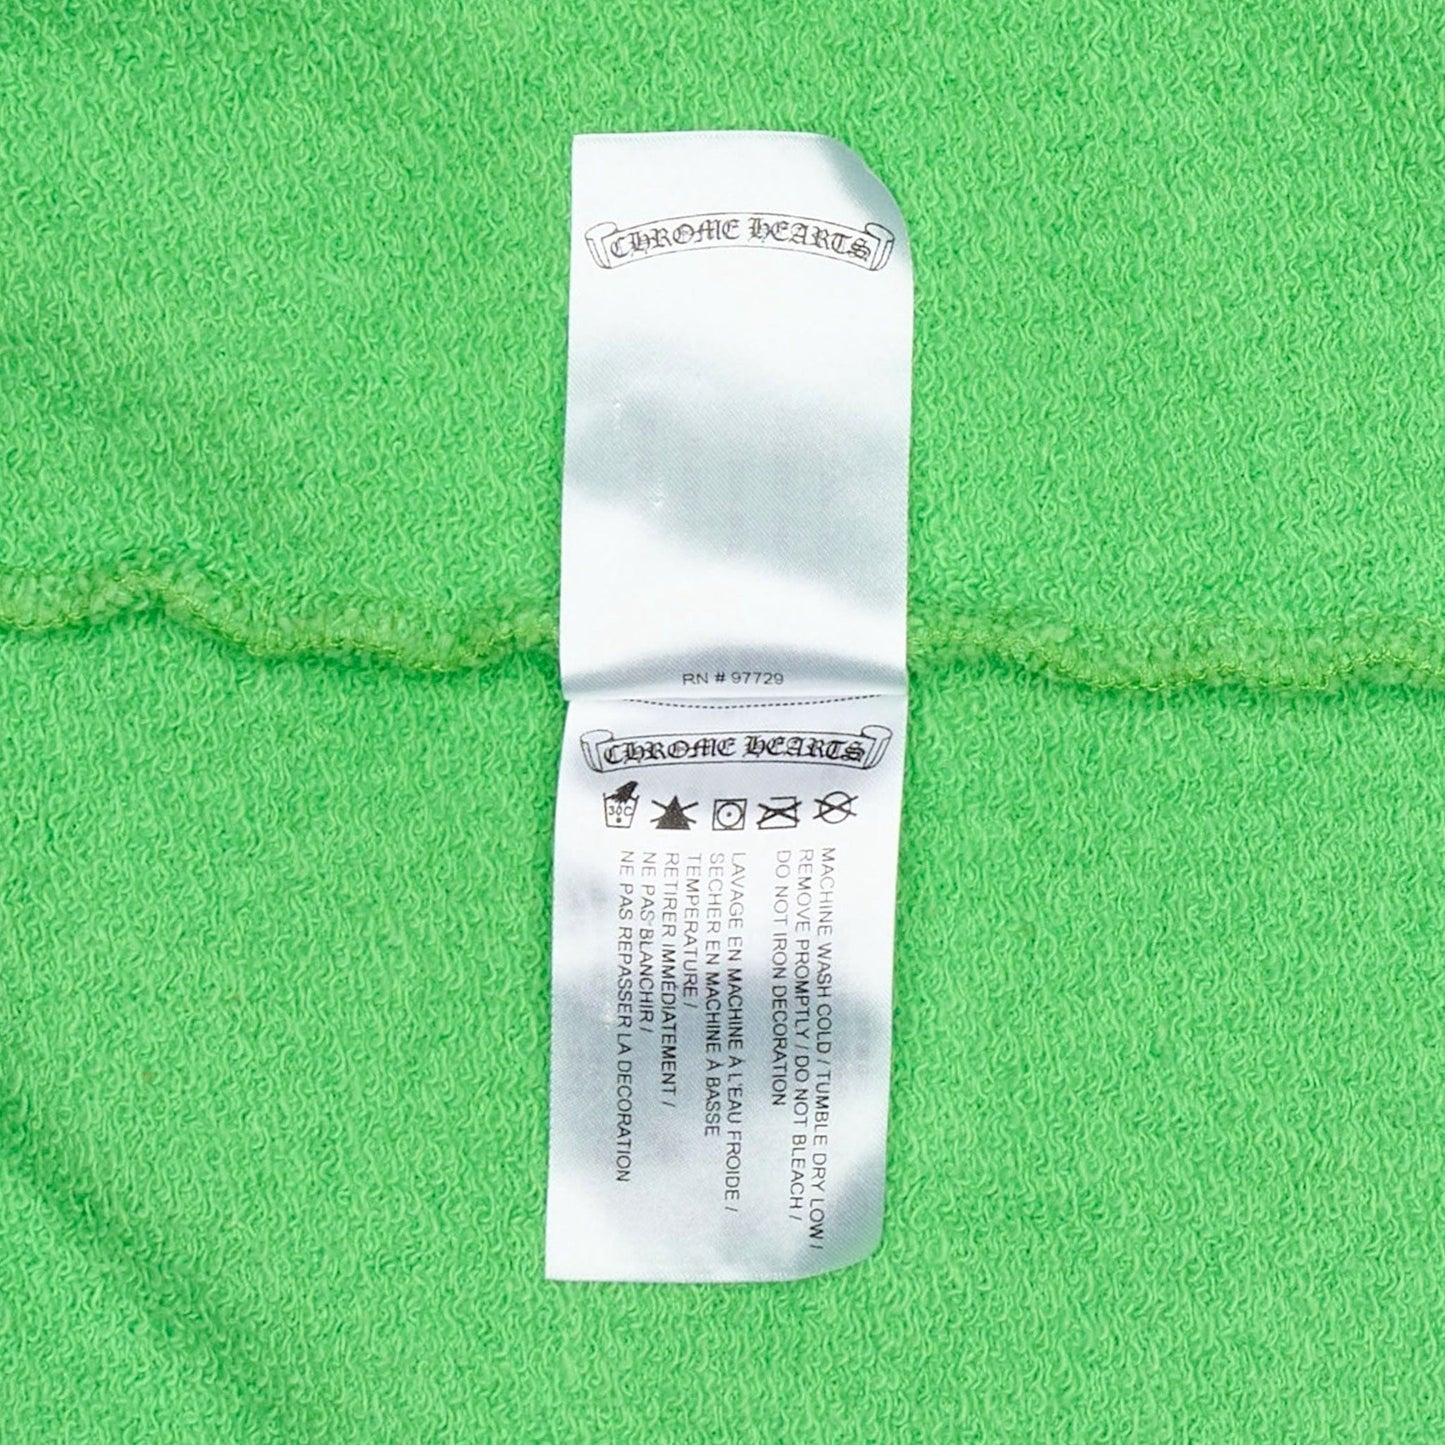 CHROME HEARTS
RN # 97729
CHROME HEARTS
30C
MACHINE WASH COLD / TUMBLE DRY LOW /
REMOVE PROMPTLY / DO NOT BLEACH /
DO NOT IRON DECORATION
LAVAGE EN MACHINE À L'EAU FROIDE /
SECHER EN MACHINE À BASSE
TEMPERATURE /
RETIRER IMMÉDIATEMENT /
NE PAS BLANCHIR /
NE PAS REPASSER LA DECORATION